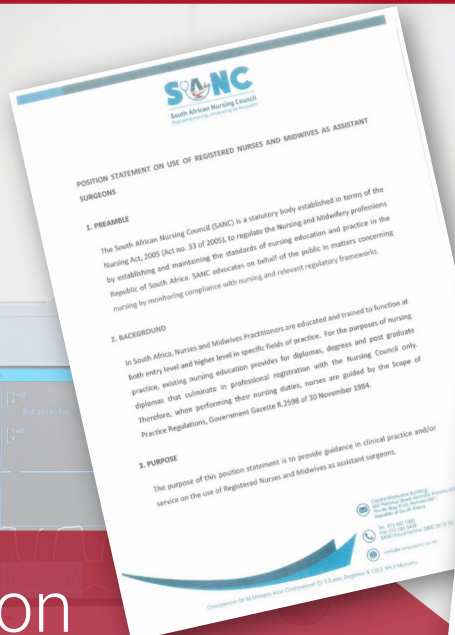 SANC
South African Nursing Council
Regulating nursing, advocating for the public
POSITION STATEMENT ON USE OF REGISTERED NURSES AND MIDWIVES AS ASSISTANT
SURGEONS
1. PREAMBLE
The South African Nursing Council (SANC) is a statutory body established in terms of the
Nursing Act, 2005 (Act no. 33 of 2005), to regulate the Nursing and Midwifery professions
by establishing and maintaining the standards of nursing education and practice in the
Republic of South Africa. SANC advocates on behalf of the public in matters concerning
nursing by monitoring compliance with nursing and relevant regulatory frameworks.
2. BACKGROUND
In South Africa, Nurses and Midwives Practitioners are educated and trained to function at
both entry level and higher level in specific fields of practice. For the purposes of nursing
practice, existing nursing education provides for diplomas, degrees and post graduate
diplomas that culminate in professional registration with the Nursing Council only.
Therefore, when performing their nursing duties, nurses are guided by the Scope of
Practice Regulations, Government Gazette R.2598 of 30 November 1984.
3. PURPOSE
The purpose of this position statement is to provide guidance in clinical practice and/or
service on the use of Registered Nurses and Midwives as assistant surgeons.
Republic of South Africa
on